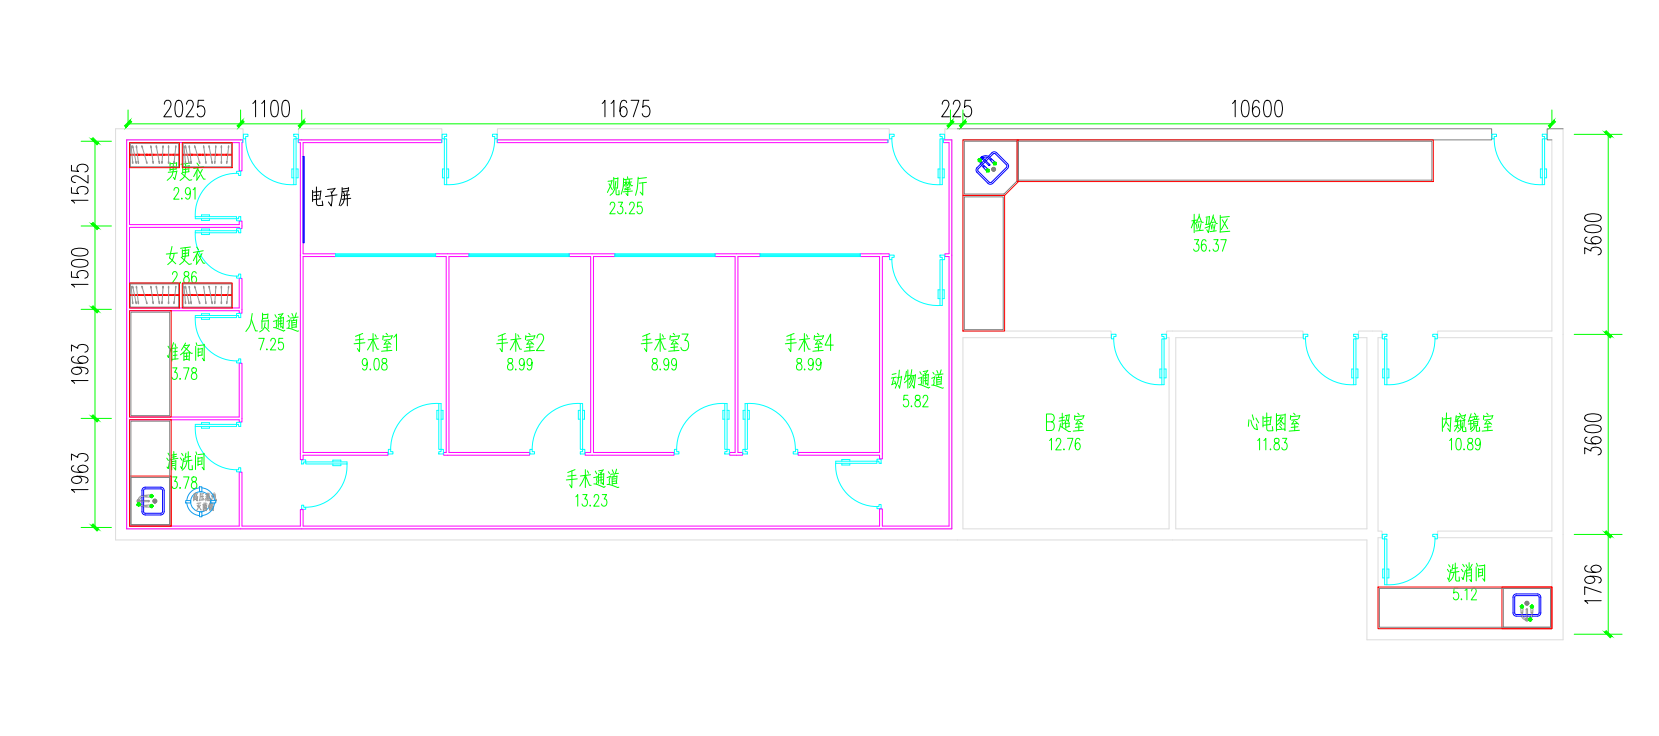 2025
1100
11675
225
10600
1525
1500
1963
1963
男更衣
2.91
女更衣
2.86
准备间
3.78
清洗间
3.78
人员通道
7.25
电子屏
观摩厅
23.25
手术室1
9.08
手术室2
8.99
手术室3
8.99
手术室4
8.99
动物通道
5.82
手术通道
13.23
检验区
36.37
B超室
12.76
心电图室
11.83
内窥镜室
10.89
洗消间
5.12
3600
3600
1796